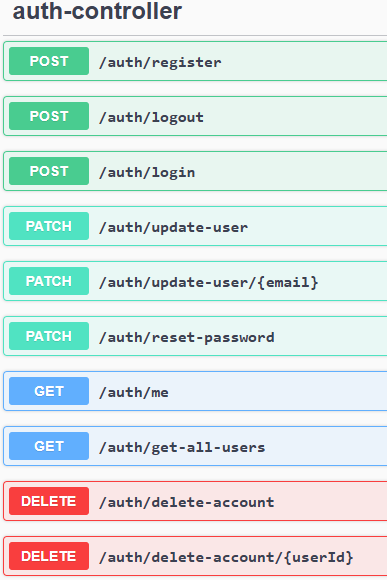 auth-controller
POST /auth/register
POST /auth/logout
POST /auth/login
PATCH /auth/update-user
PATCH /auth/update-user/{email}
PATCH /auth/reset-password
GET /auth/me
GET /auth/get-all-users
DELETE /auth/delete-account
DELETE /auth/delete-account/{userId}